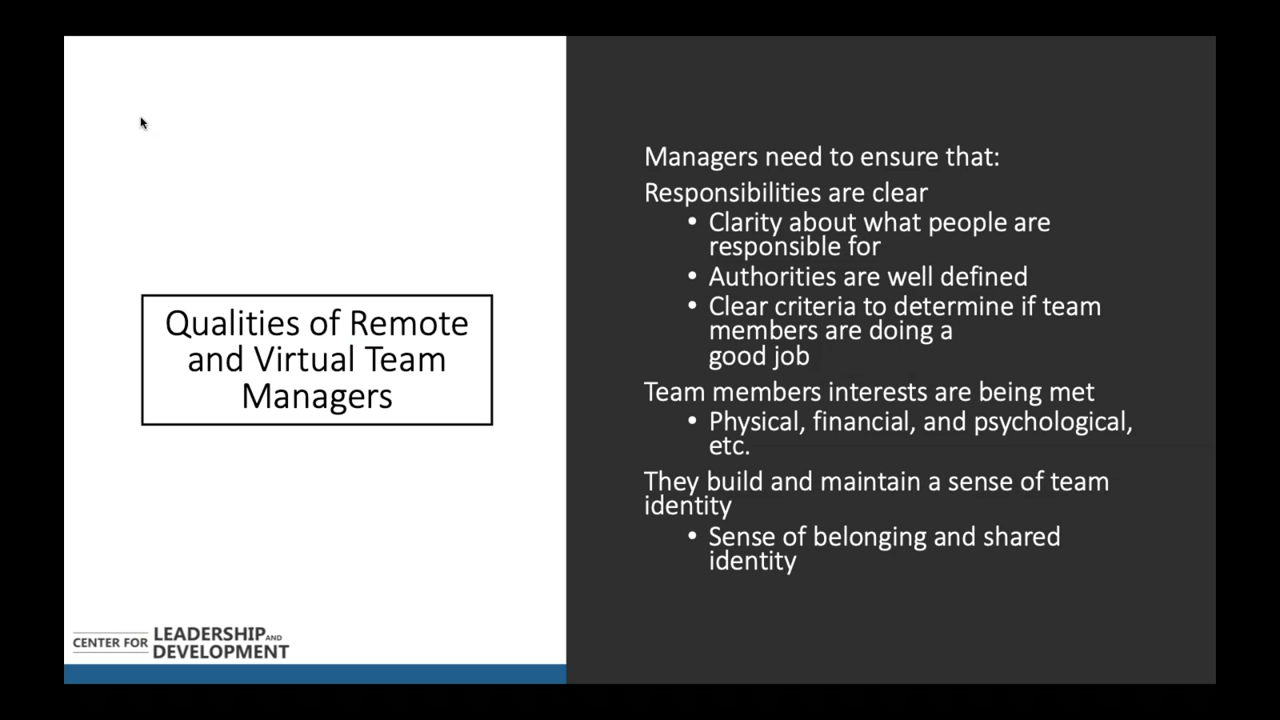 Qualities of Remote
and Virtual Team
Managers
CENTER FOR LEADERSHIP AND
DEVELOPMENT
Managers need to ensure that:
Responsibilities are clear
• Clarity about what people are
responsible for
• Authorities are well defined
• Clear criteria to determine if team
members are doing a
good job
Team members interests are being met
• Physical, financial, and psychological,
etc.
They build and maintain a sense of team
identity
• Sense of belonging and shared
identity